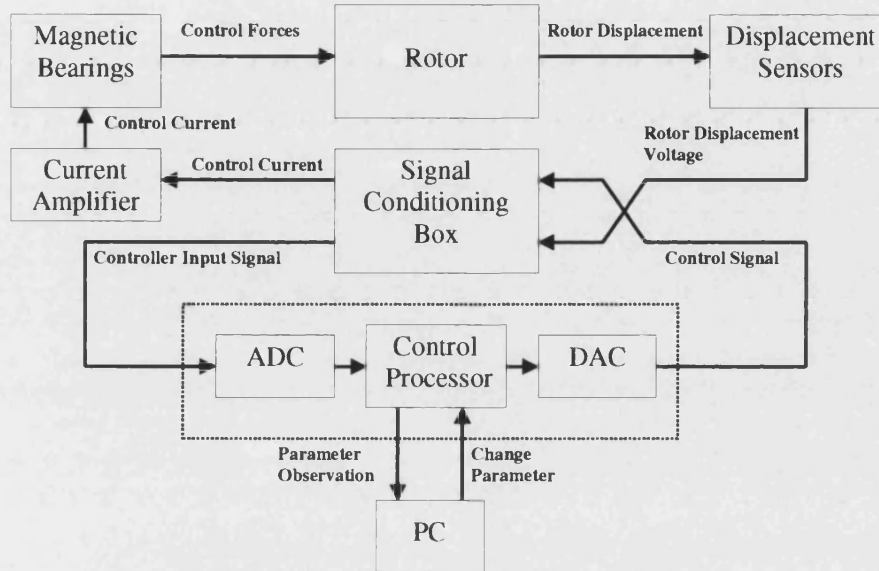 Magnetic
Bearings
Control Forces
Rotor
Rotor Displacement
Displacement
Sensors
Control Current
Rotor Displacement
Voltage
Current
Amplifier
Control Current
Signal
Conditioning
Box
Controller Input Signal
Control Signal
ADC
Control
Processor
DAC
Parameter
Observation
Change
Parameter
PC